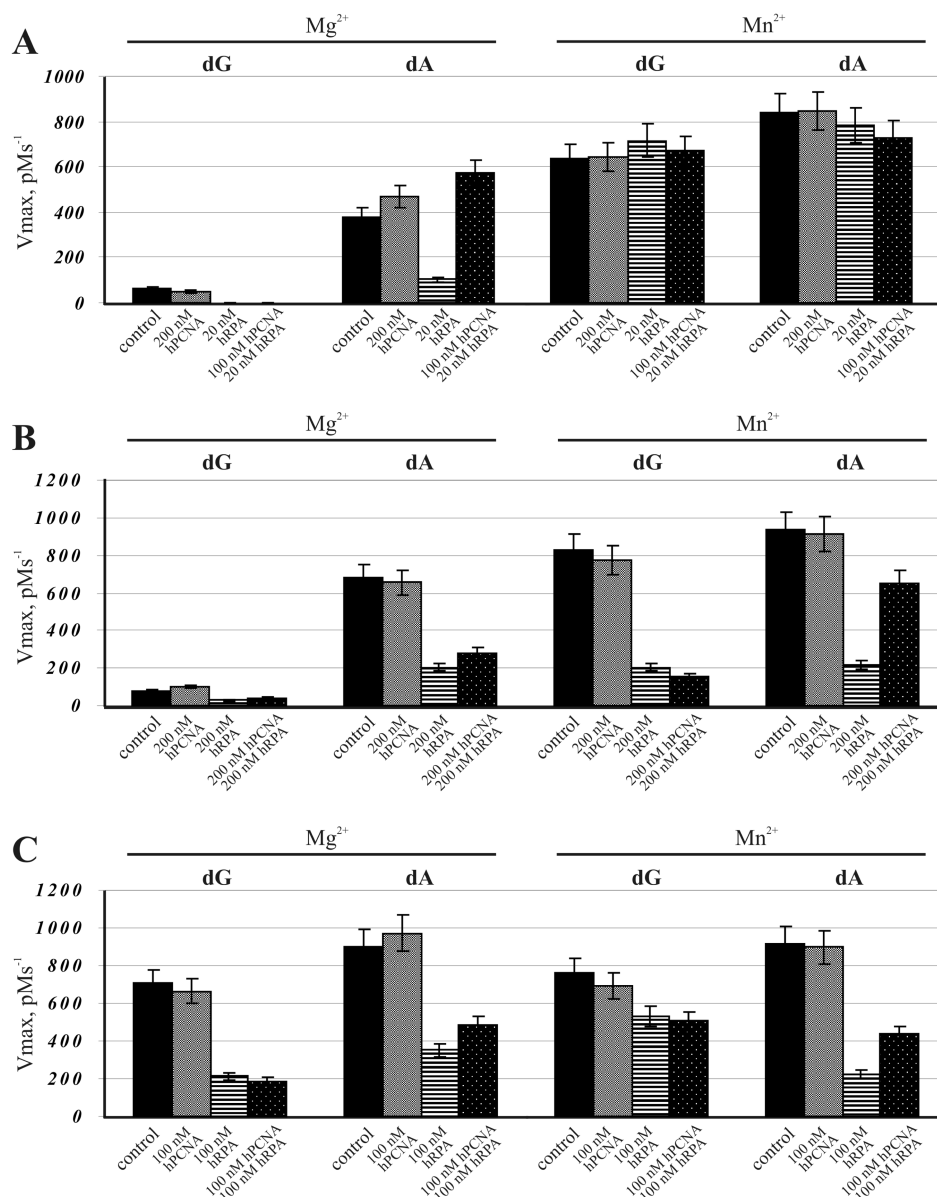 A
Mg2+
Mn2+
dG
dA
dG
dA
Vmax, pMs-1
1000
800
600
400
200
0
control
200 nM
hPCNA
20 nM
hRPA
100 nM hPCNA
20 nM hRPA
control
200 nM
hPCNA
20 nM
hRPA
100 nM hPCNA
20 nM hRPA
control
200 nM
hPCNA
20 nM
hRPA
100 nM hPCNA
20 nM hRPA
control
200 nM
hPCNA
20 nM
hRPA
100 nM hPCNA
20 nM hRPA
B
Mg2+
Mn2+
dG
dA
dG
dA
Vmax, pMs-1
1200
1000
800
600
400
200
0
control
200 nM
hPCNA
200 nM
hRPA
200 nM hPCNA
200 nM hRPA
control
200 nM
hPCNA
200 nM
hRPA
200 nM hPCNA
200 nM hRPA
control
200 nM
hPCNA
200 nM
hRPA
200 nM hPCNA
200 nM hRPA
control
200 nM
hPCNA
200 nM
hRPA
200 nM hPCNA
200 nM hRPA
C
Mg2+
Mn2+
dG
dA
dG
dA
Vmax, pMs-1
1200
1000
800
600
400
200
0
control
100 nM
hPCNA
100 nM
hRPA
100 nM hPCNA
100 nM hRPA
control
100 nM
hPCNA
100 nM
hRPA
100 nM hPCNA
100 nM hRPA
control
100 nM
hPCNA
100 nM
hRPA
100 nM hPCNA
100 nM hRPA
control
100 nM
hPCNA
100 nM
hRPA
100 nM hPCNA
100 nM hRPA